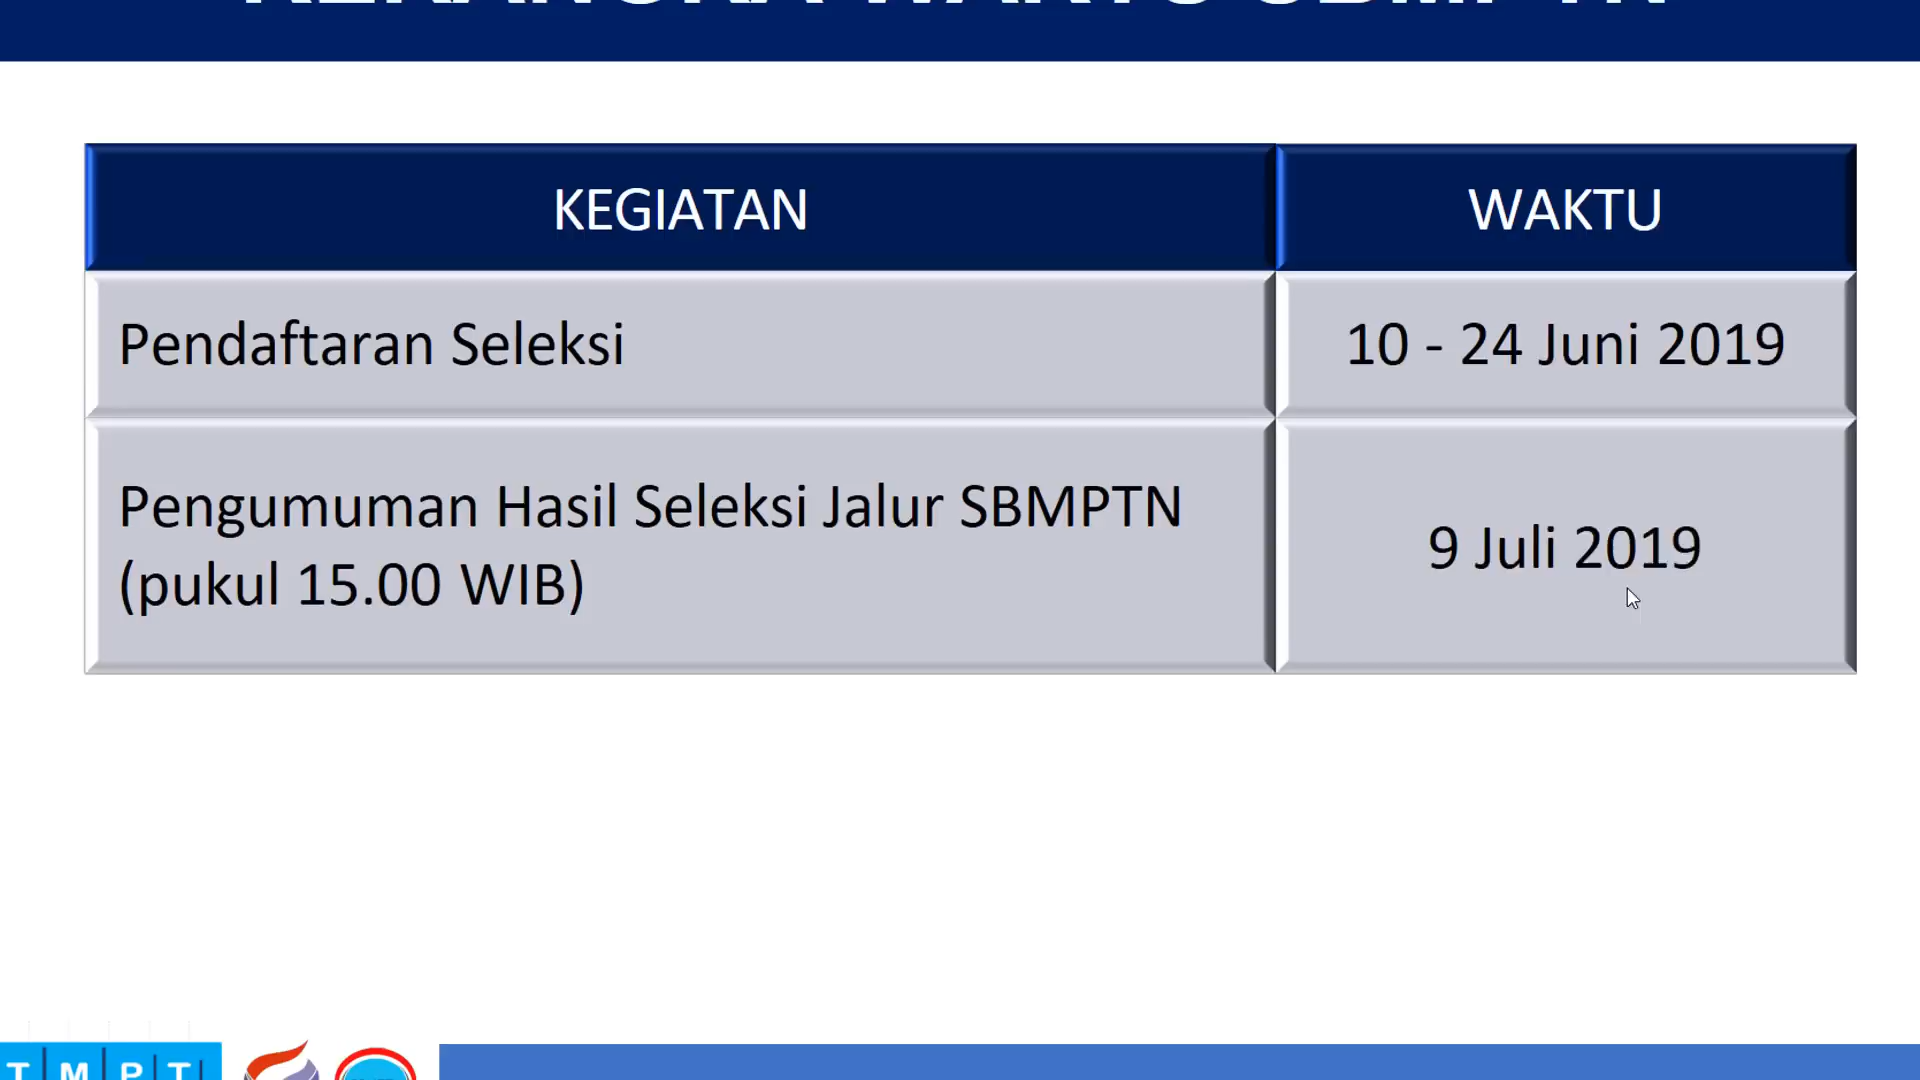 KEGIATAN WAKTU
Pendaftaran Seleksi 10 - 24 Juni 2019
Pengumuman Hasil Seleksi Jalur SBMPTN
(pukul 15.00 WIB) 9 Juli 2019
T M P T